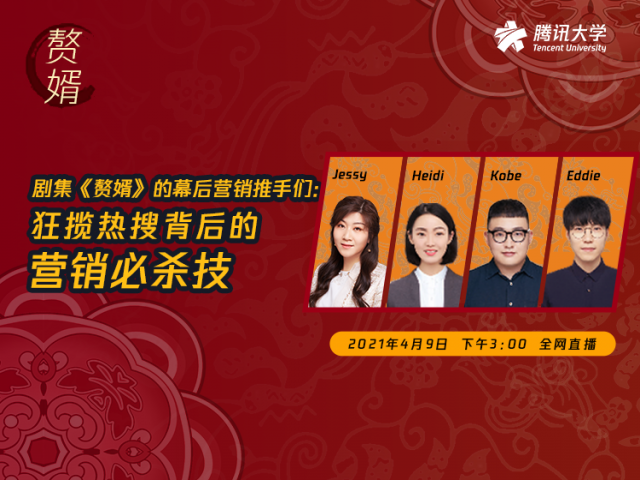 赘婿
腾讯大学
Tencent University
剧集《赘婿》的幕后营销推手们:
狂揽热搜背后的
营销必杀技
Jessy
Heidi
Kobe
Eddie
2021年4月9日 下午3:00 全网直播